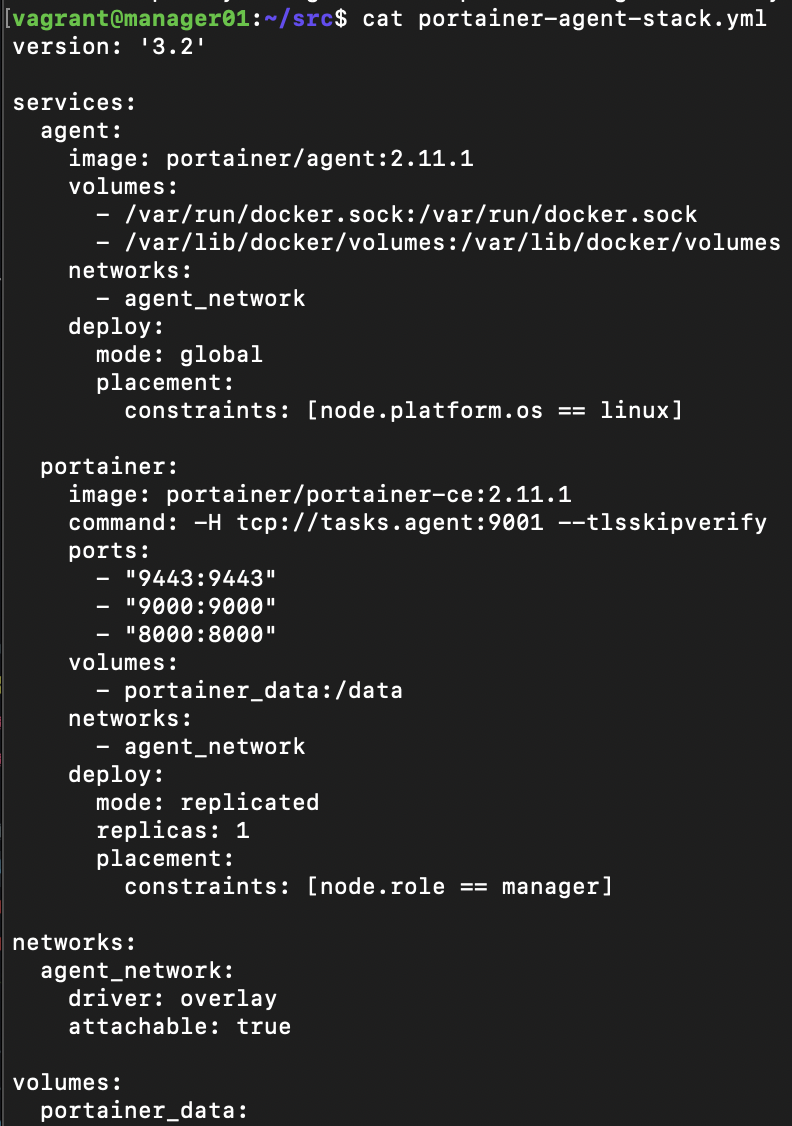 [vagrant@manager01:~/src$ cat portainer-agent-stack.yml
version: '3.2'

services:
  agent:
    image: portainer/agent:2.11.1
    volumes:
      - /var/run/docker.sock:/var/run/docker.sock
      - /var/lib/docker/volumes:/var/lib/docker/volumes
    networks:
      - agent_network
    deploy:
      mode: global
      placement:
        constraints: [node.platform.os == linux]

  portainer:
    image: portainer/portainer-ce:2.11.1
    command: -H tcp://tasks.agent:9001 --tlsskipverify
    ports:
      - "9443:9443"
      - "9000:9000"
      - "8000:8000"
    volumes:
      - portainer_data:/data
    networks:
      - agent_network
    deploy:
      mode: replicated
      replicas: 1
      placement:
        constraints: [node.role == manager]

networks:
  agent_network:
    driver: overlay
    attachable: true

volumes:
  portainer_data: